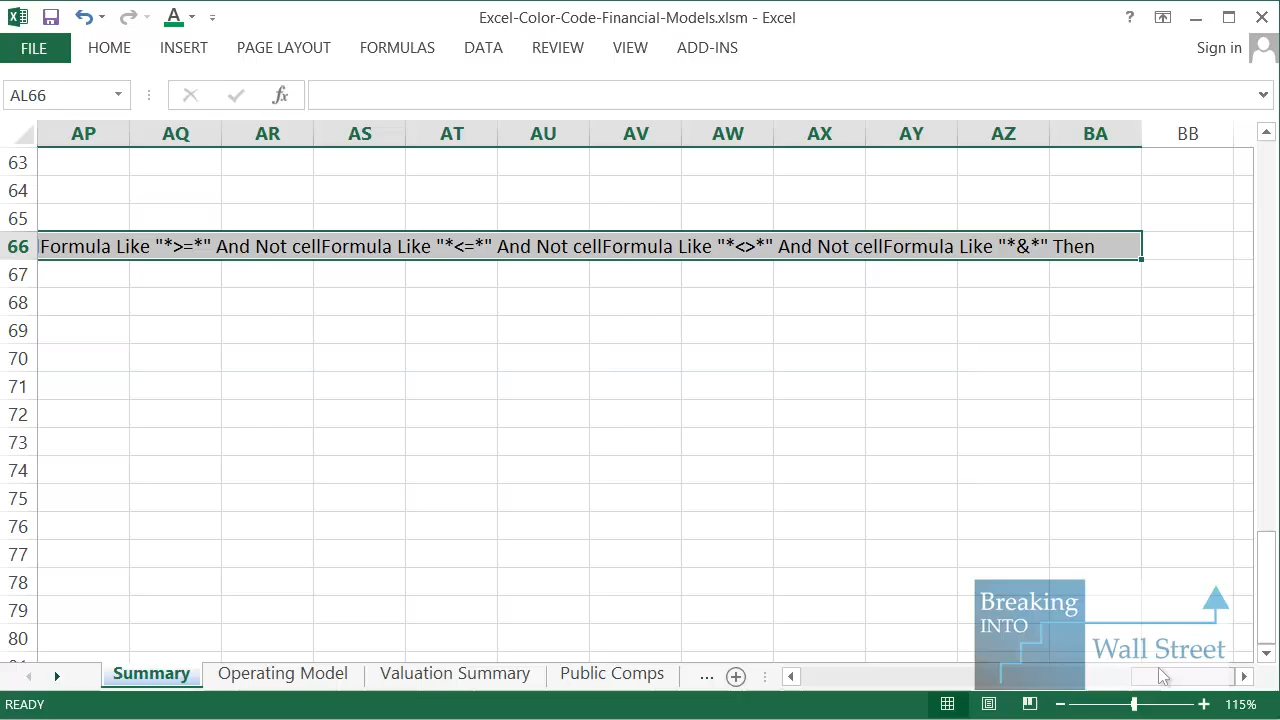 Excel-Color-Code-Financial-Models.xlsm - Excel
?
FILE HOME INSERT PAGE LAYOUT FORMULAS DATA REVIEW VIEW ADD-INS Sign in
AL66 fx
AP AQ AR AS AT AU AV AW AX AY AZ BA BB
63
64
65
66 Formula Like "*>=*" And Not cellFormula Like "*<=*" And Not cellFormula Like "*<>*" And Not cellFormula Like "*&*" Then
67
68
69
70
71
72
73
74
75
76
77
78
79
80
Breaking
INTO
Wall Street
Summary Operating Model Valuation Summary Public Comps ...
READY 115%